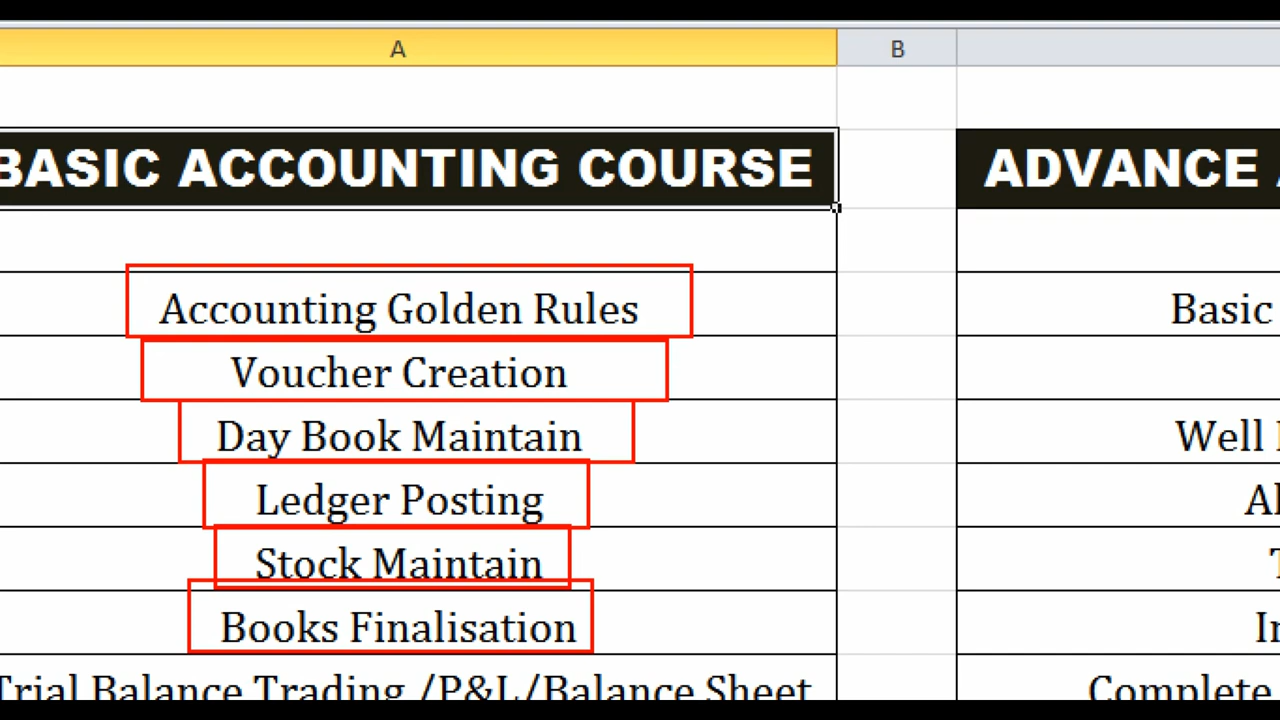 A B
BASIC ACCOUNTING COURSE
ADVANCE
Accounting Golden Rules
Basic
Voucher Creation
Day Book Maintain
Well
Ledger Posting
Stock Maintain
Books Finalisation
Trial Balance Trading /P&L/Balance Sheet
Complete